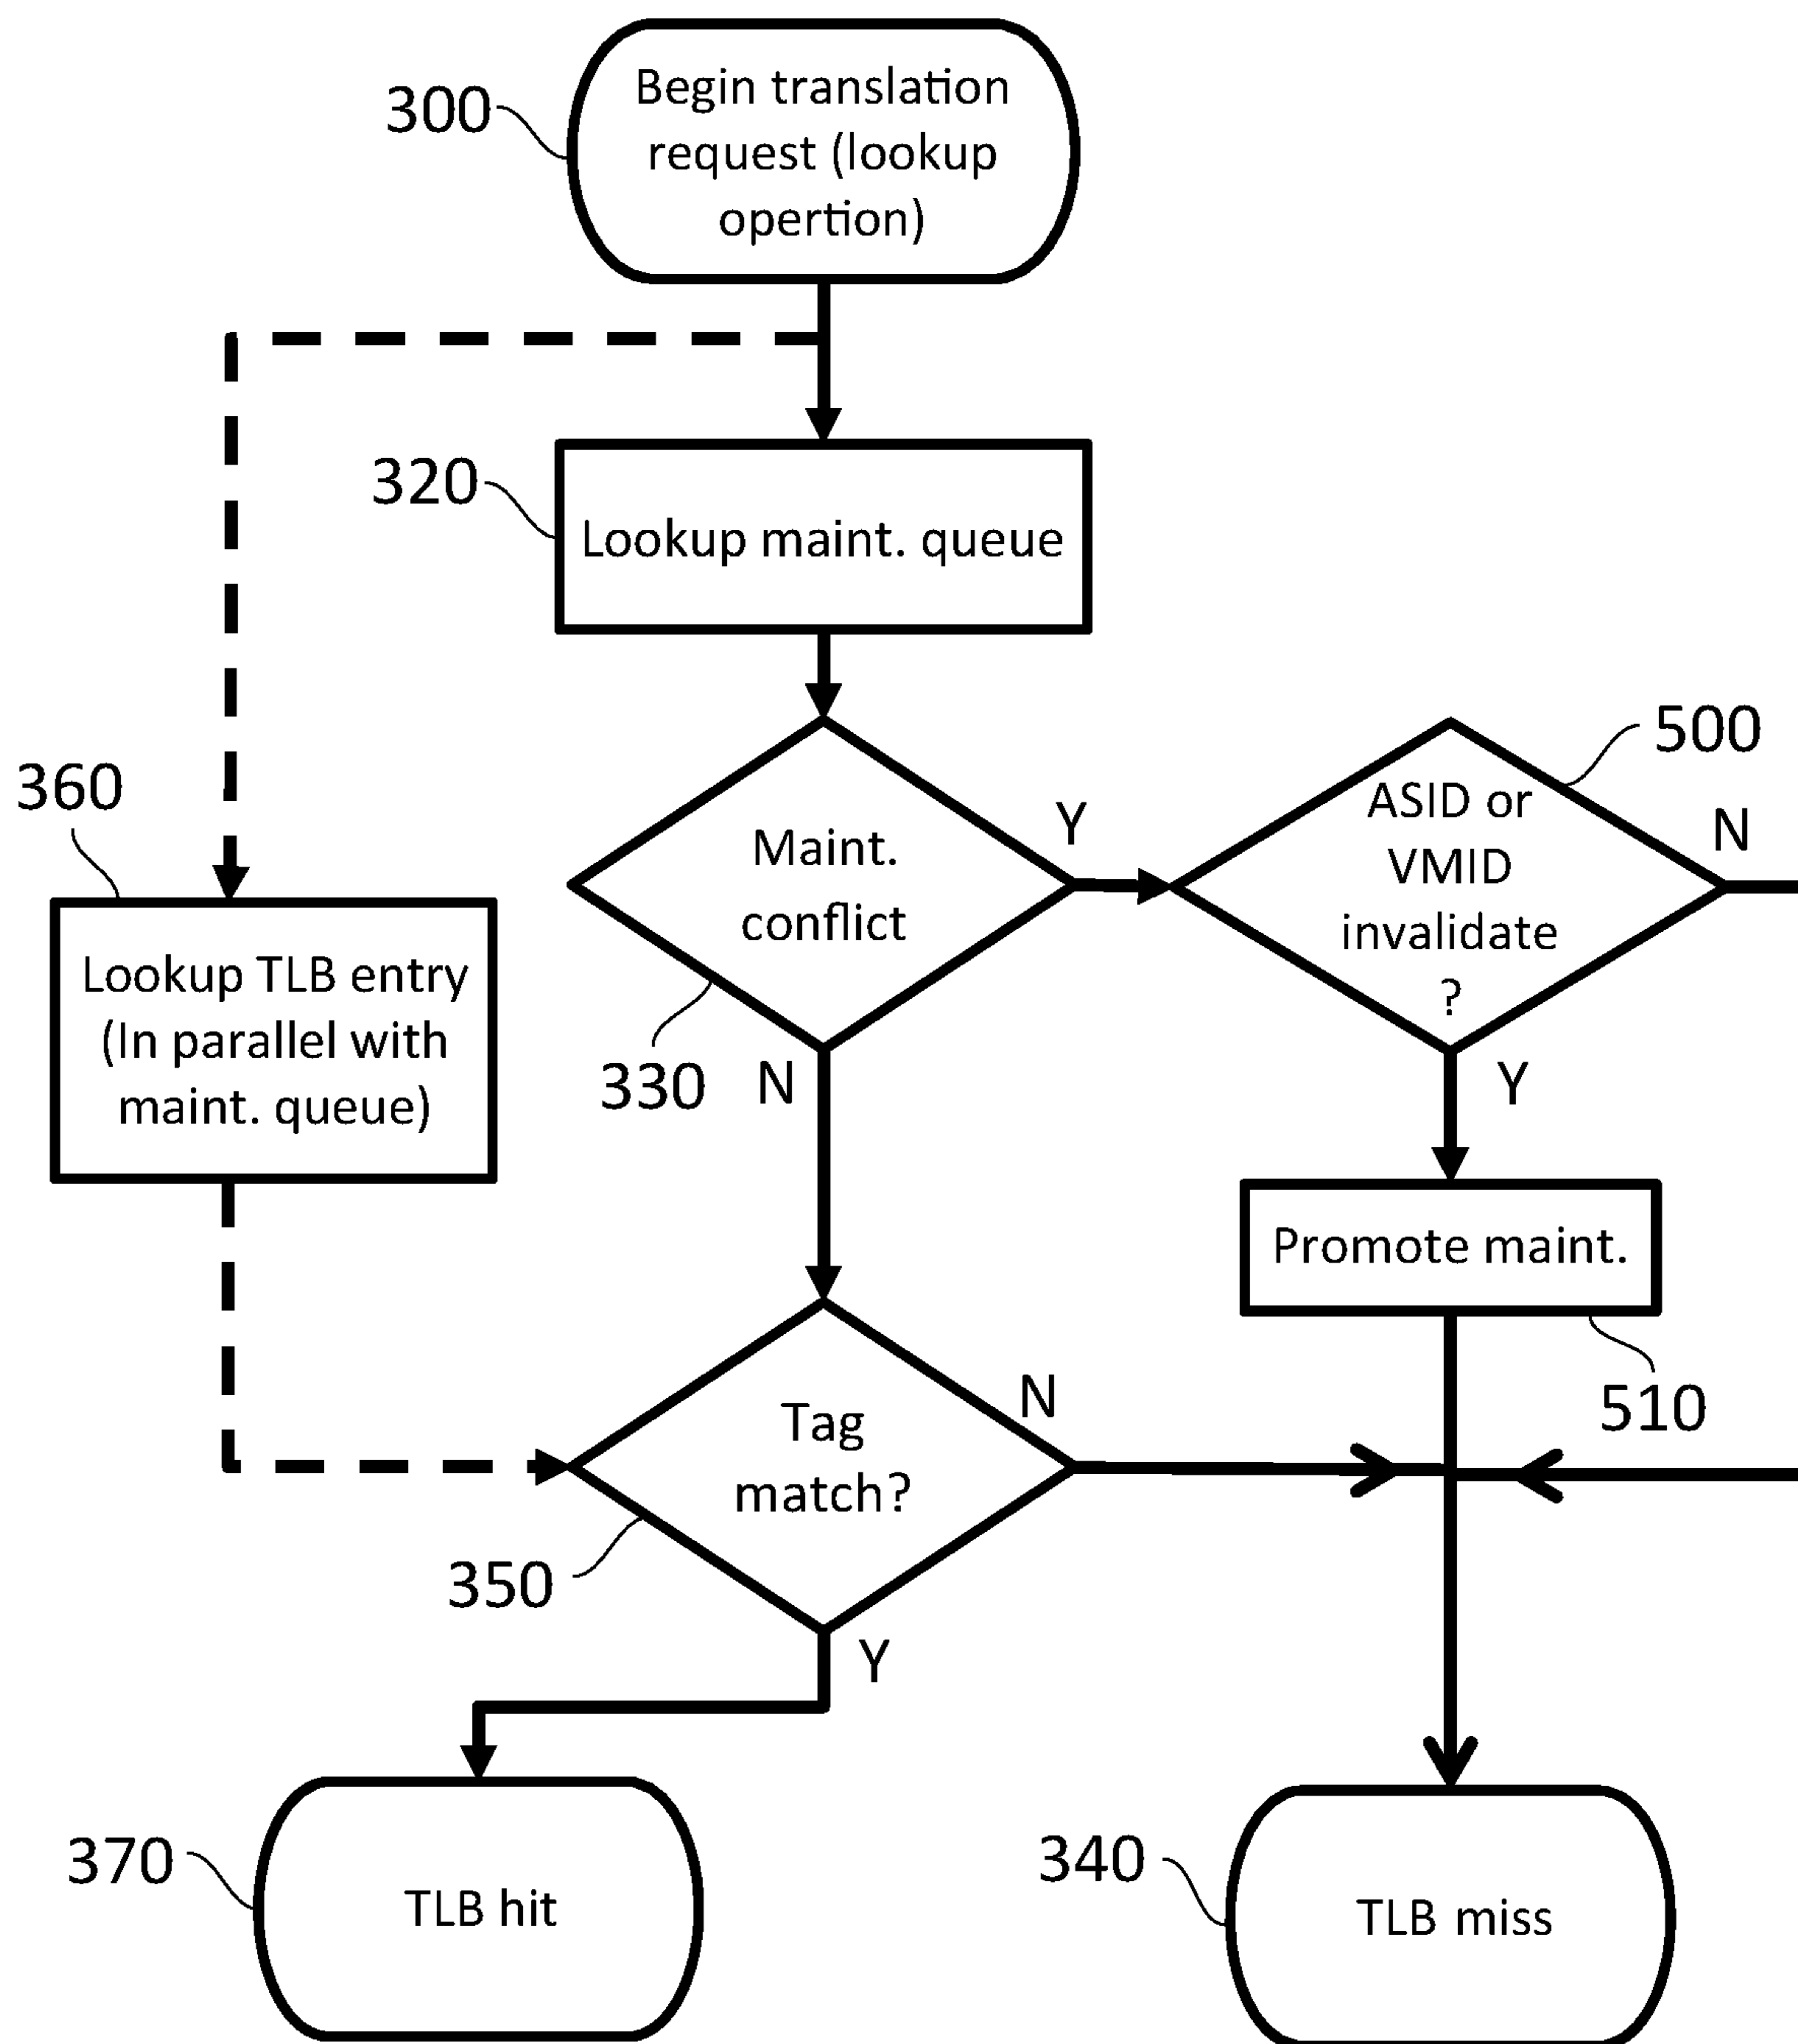 300
Begin translation
request (lookup
opertion)
320
Lookup maint. queue
360
Lookup TLB entry
(In parallel with
maint. queue)
Maint.
conflict
330
Y
N
500
ASID or
VMID
invalidate
?
N
Y
Promote maint.
510
Tag
match?
350
N
Y
370
TLB hit
340
TLB miss